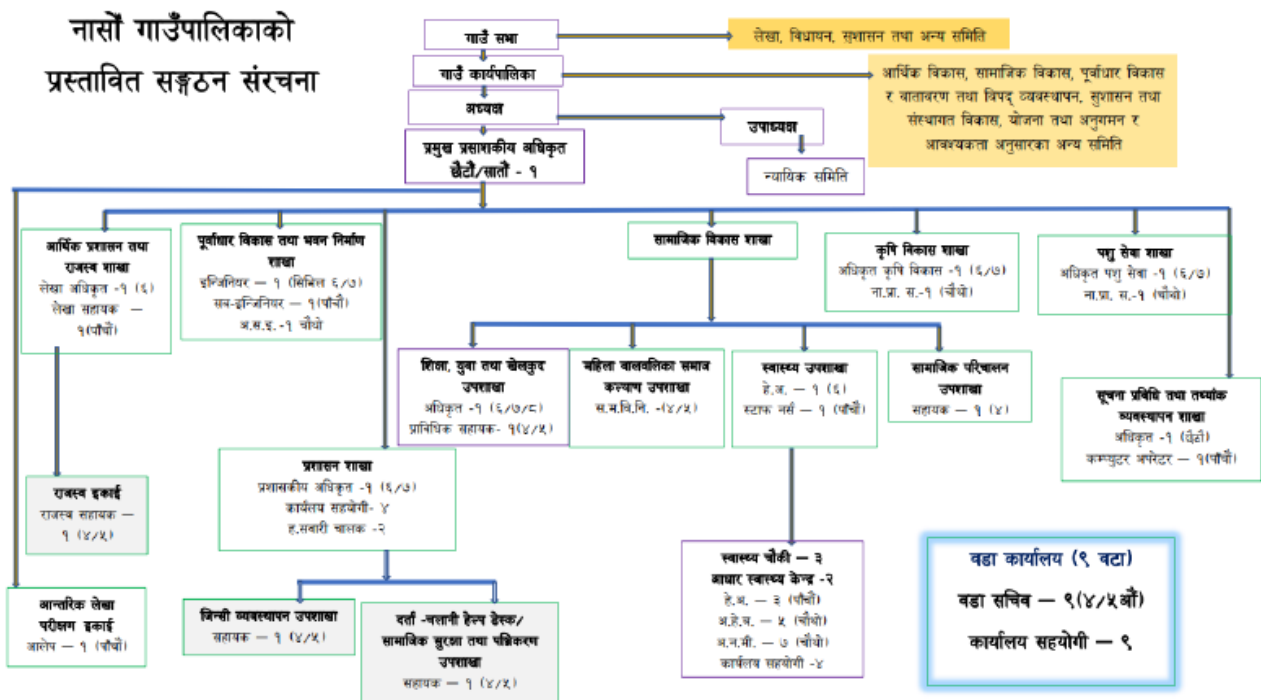 नासोँ गाउँपालिकाको
प्रस्तावित सङ्गठन संरचना
गाउँ सभा
लेखा, विधायन, सुशासन तथा अन्य समिति
गाउँ कार्यपालिका
आर्थिक विकास, सामाजिक विकास, पूर्वाधार विकास
र वातावरण तथा विपद् व्यवस्थापन, सुशासन तथा
संस्थागत विकास, योजना तथा अनुगमन र
आवश्यकता अनुसारका अन्य समिति
अध्यक्ष
उपाध्यक्ष
न्यायिक समिति
प्रमुख प्रसाशकीय अधिकृत
छैटौँ/सातौँ - १
आर्थिक प्रशासन तथा
राजस्व शाखा
लेखा अधिकृत -१ (६)
लेखा सहायक —
१(पाँचौं)
पूर्वाधार विकास तथा भवन निर्माण
शाखा
इन्जिनियर — १ (सिभिल ६/७)
सब-इन्जिनियर — १(पाँचौं)
अ.स.इ.-१ चौथो
सामाजिक विकास शाखा
कृषि विकास शाखा
अधिकृत कृषि विकास -१ (६/७)
ना.प्रा. स.-१ (चौथो)
पशु सेवा शाखा
अधिकृत पशु सेवा -१ (६/७)
ना.प्रा. स.-१ (चौथो)
शिक्षा, युवा तथा खेलकुद
उपशाखा
अधिकृत -१ (६/७/८)
प्राविधिक सहायक- १(४/५)
महिला बालवलिका समाज
कल्याण उपशाखा
स.म.वि.नि. -(४/५)
स्वास्थ्य उपशाखा
हे.अ. — १ (६)
स्टाफ नर्स — १ (पाँचौं)
सामाजिक परिचालन
उपशाखा
सहायक — १ (४)
सूचना प्रविधि तथा तथ्यांक
व्यवस्थापन शाखा
अधिकृत -१ (छैटौं)
कम्प्युटर अपरेटर — १(पाँचौं)
प्रशासन शाखा
प्रशासकीय अधिकृत -१ (६/७)
कार्यलय सहयोगी- ४
ह.सवारी चालक -२
राजस्व इकाई
राजस्व सहायक —
१ (४/५)
आन्तरिक लेखा
परीक्षण इकाई
आलेप — १ (पाँचौं)
जिन्सी व्यवस्थापन उपशाखा
सहायक — १ (४/५)
दर्ता -चलानी हेल्प डेस्क/
सामाजिक सुरक्षा तथा पञ्जिकरण
उपशाखा
सहायक — १ (४/५)
स्वास्थ्य चौकी — ३
आधार स्वास्थ्य केन्द्र -२
हे.अ. — ३ (पाँचौं)
अ.हे.व. — ५ (चौथो)
अ.न.मी. — ७ (चौथो)
कार्यलय सहयोगी -४
वडा कार्यालय (९ वटा)
वडा सचिव — ९(४/५औं)
कार्यालय सहयोगी — ९